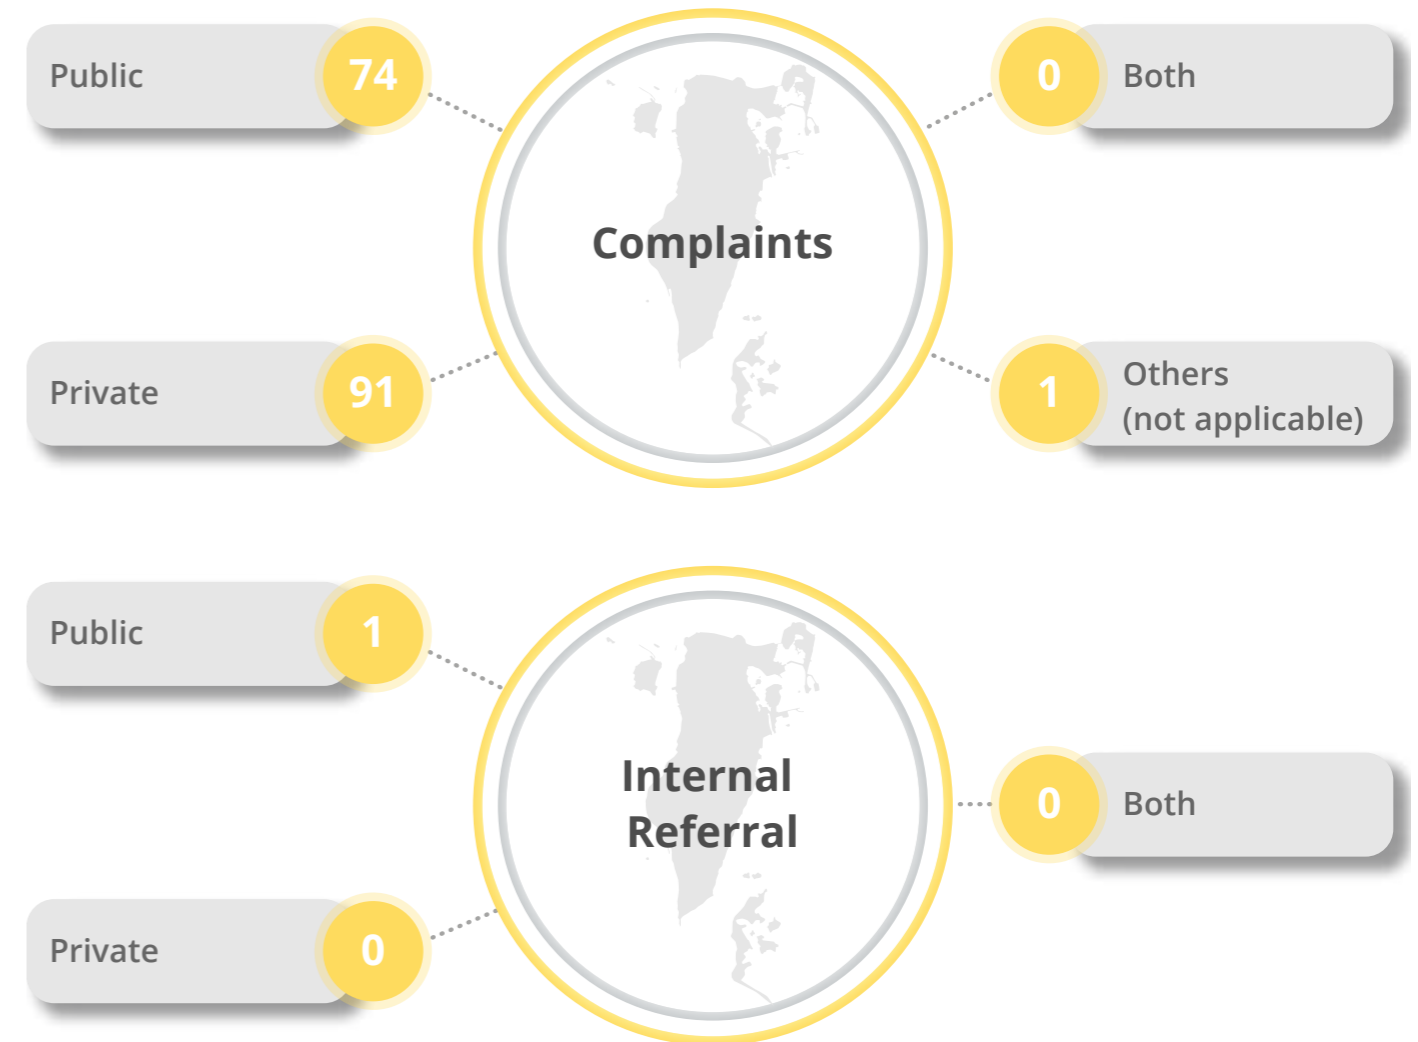 Public
74
0
Both
Complaints
Private
91
1
Others
(not applicable)
Public
1
Internal
Referral
0
Both
Private
0